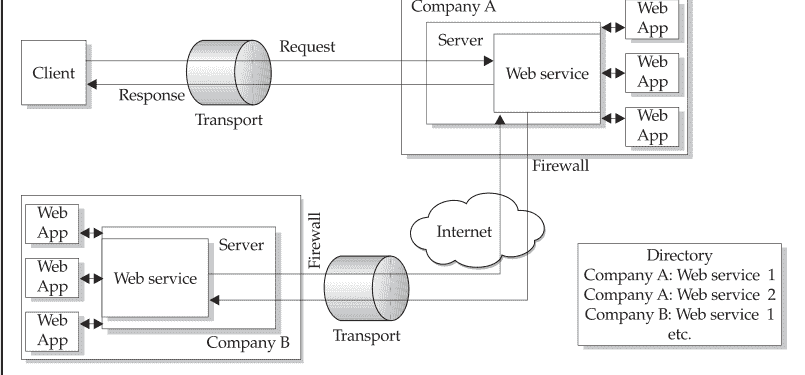 Company A
Web
App
Server
Request
Client
Web service
Web
App
Response
Transport
Web
App
Firewall
Web
App
Firewall
Server
Internet
Web
App
Web service
Directory
Company A: Web service 1
Company A: Web service 2
Company B: Web service 1
etc.
Web
App
Transport
Company B